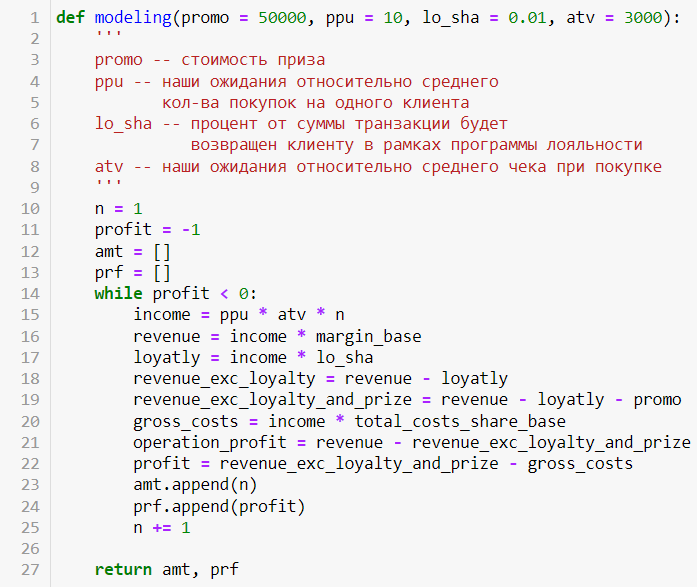 1 def modeling(promo = 50000, ppu = 10, lo_sha = 0.01, atv = 3000):
2     '''
3     promo -- стоимость приза
4     ppu -- наши ожидания относительно среднего
5            кол-ва покупок на одного клиента
6     lo_sha -- процент от суммы транзакции будет
7               возвращен клиенту в рамках программы лояльности
8     atv -- наши ожидания относительно среднего чека при покупке
9     '''
10     n = 1
11     profit = -1
12     amt = []
13     prf = []
14     while profit < 0:
15         income = ppu * atv * n
16         revenue = income * margin_base
17         loyatly = income * lo_sha
18         revenue_exc_loyalty = revenue - loyatly
19         revenue_exc_loyalty_and_prize = revenue - loyatly - promo
20         gross_costs = income * total_costs_share_base
21         operation_profit = revenue - revenue_exc_loyalty_and_prize
22         profit = revenue_exc_loyalty_and_prize - gross_costs
23         amt.append(n)
24         prf.append(profit)
25         n += 1
26
27     return amt, prf